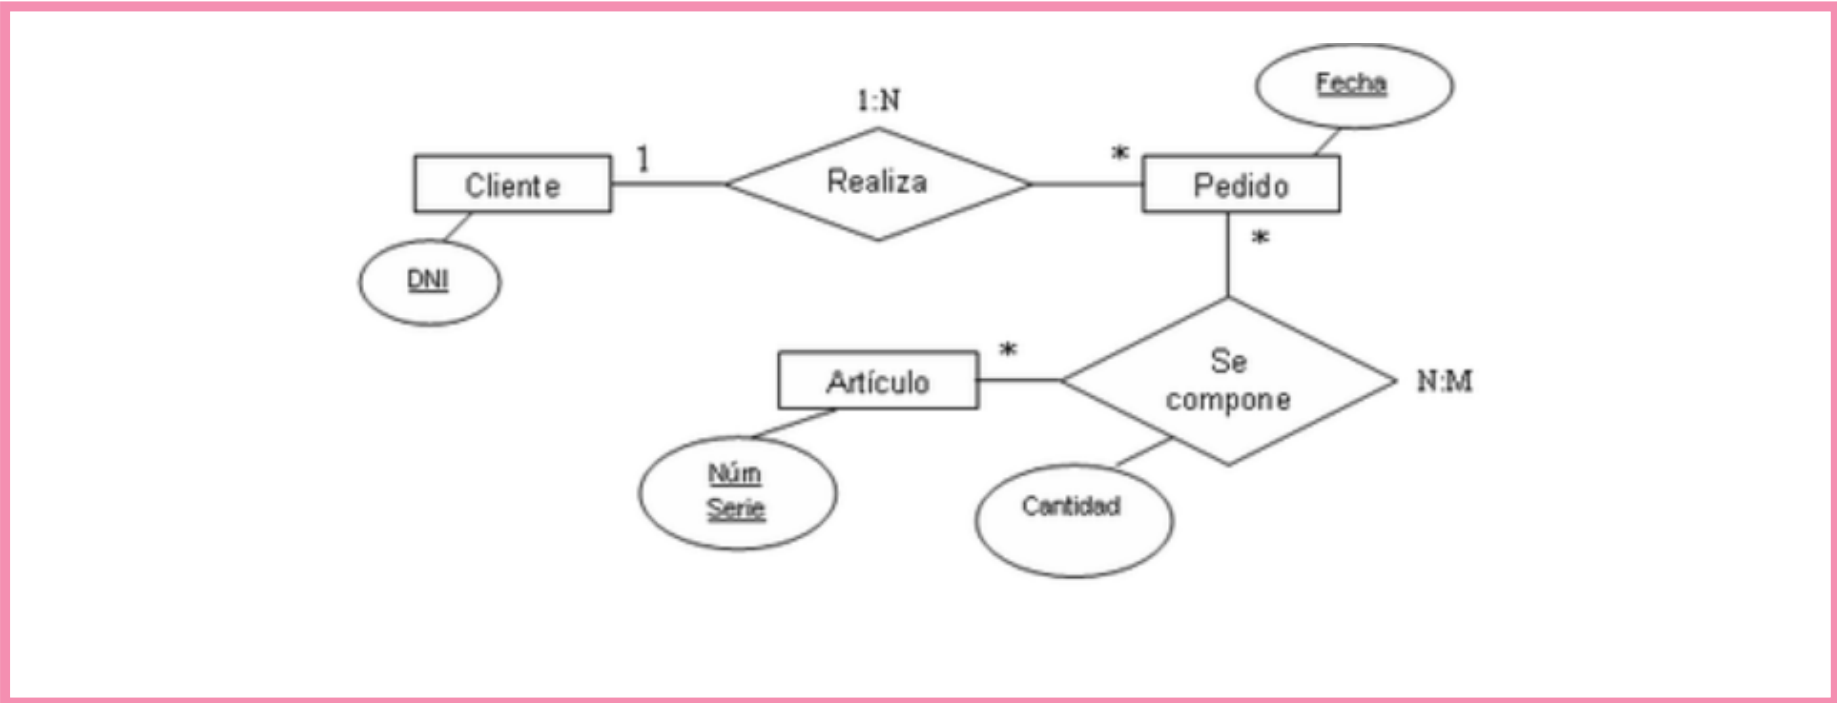 Fecha
1:N
1
*
Cliente
Realiza
Pedido
*
DNI
*
Artículo
Se
compone
N:M
Núm
Serie
Cantidad